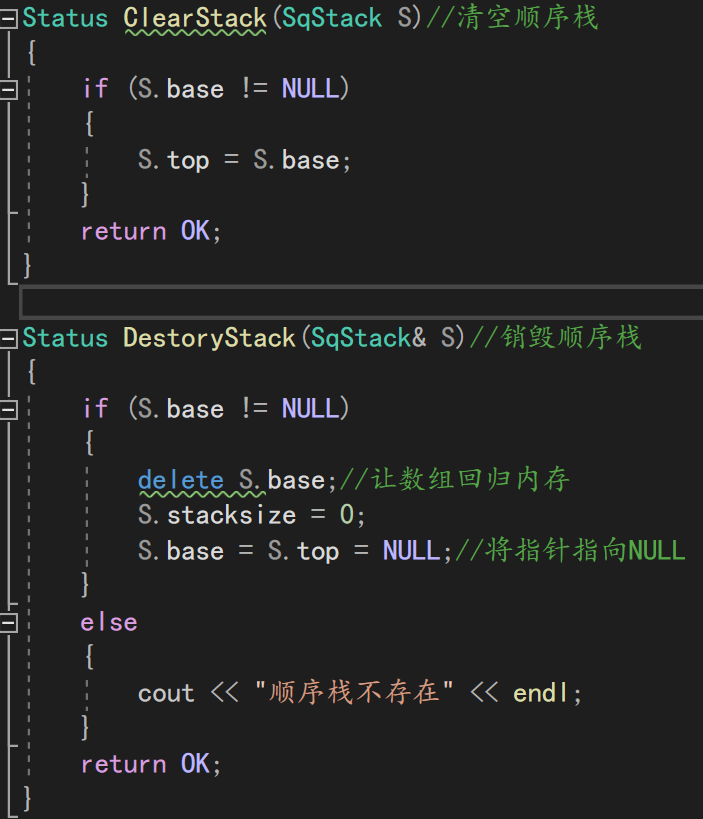 Status ClearStack(SqStack S)//清空顺序栈
{
if (S.base != NULL)
{
S.top = S.base;
}
return OK;
}
Status DestoryStack(SqStack& S)//销毁顺序栈
{
if (S.base != NULL)
{
delete S.base;//让数组回归内存
S.stacksize = 0;
S.base = S.top = NULL;//将指针指向NULL
}
else
{
cout << "顺序栈不存在" << endl;
}
return OK;
}